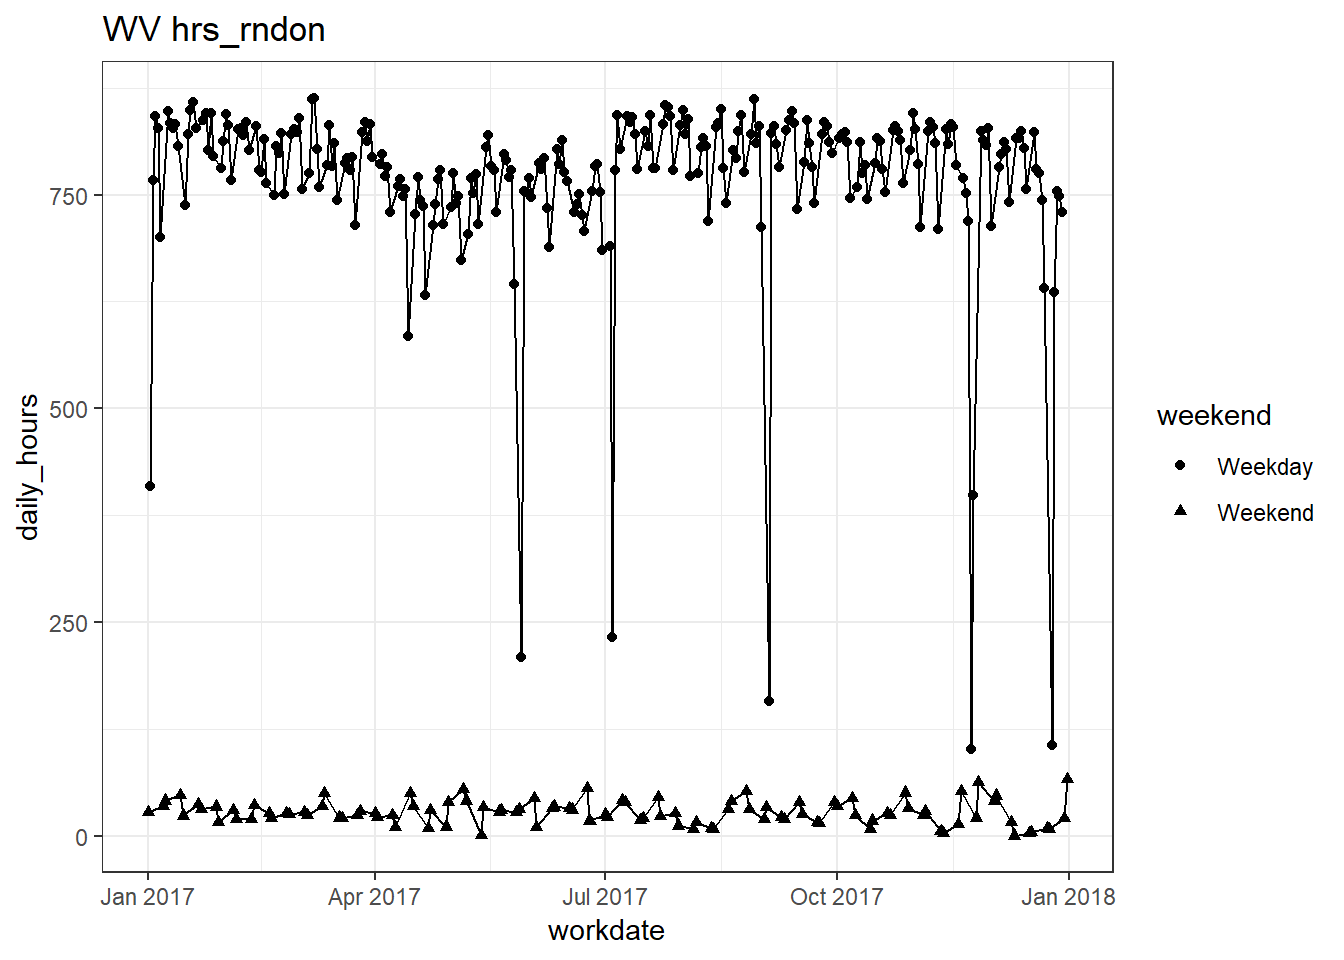 WV hrs_rndon
daily_hours
750
500
250
0
Jan 2017
Apr 2017
Jul 2017
Oct 2017
Jan 2018
workdate
weekend
Weekday
Weekend